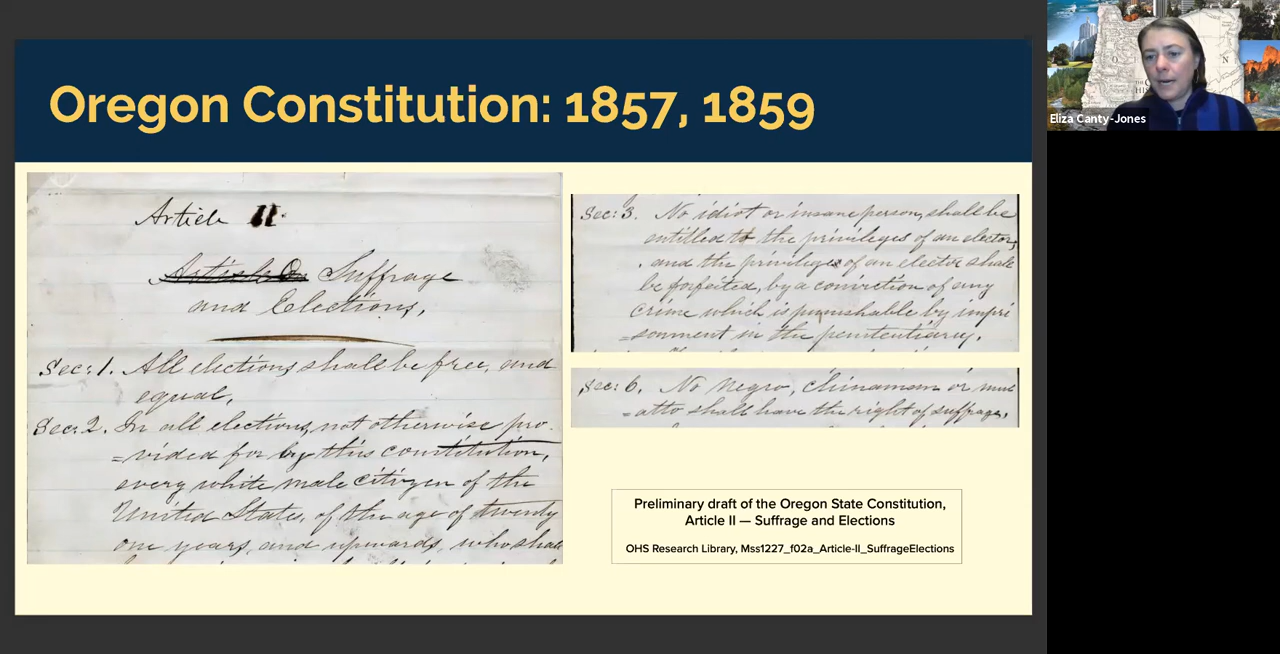 Oregon Constitution: 1857, 1859
Article II.
Suffrage
and Elections,
Sec: 1. All elections shall be free, and
equal,
Sec: 2. In all elections, not otherwise pro-
=vided for by this constitution,
every white male citizen of the
United States, of the age of twenty
one years, and upwards, who shall
Sec: 3. No idiot or insane person, shall be
entitled to the privileges of an elector,
and the privileges of an elector shall
be forfeited, by a conviction of any
crime which is punishable by impri
=sonment in the penitentiary.
Sec: 6. No Negro, Chinaman or mul
=atto shall have the right of suffrage,
Preliminary draft of the Oregon State Constitution,
Article II — Suffrage and Elections
OHS Research Library, Mss1227_f02a_Article-II_SuffrageElections
Eliza Canty-Jones